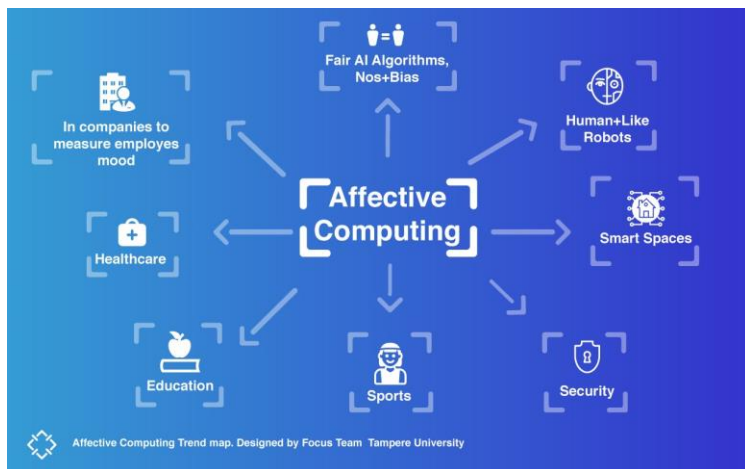 Fair AI Algorithms,
Nos+Bias
In companies to
measure employes
mood
Human+Like
Robots
Affective
Computing
Healthcare
Smart Spaces
Education
Sports
Security
Affective Computing Trend map. Designed by Focus Team Tampere University